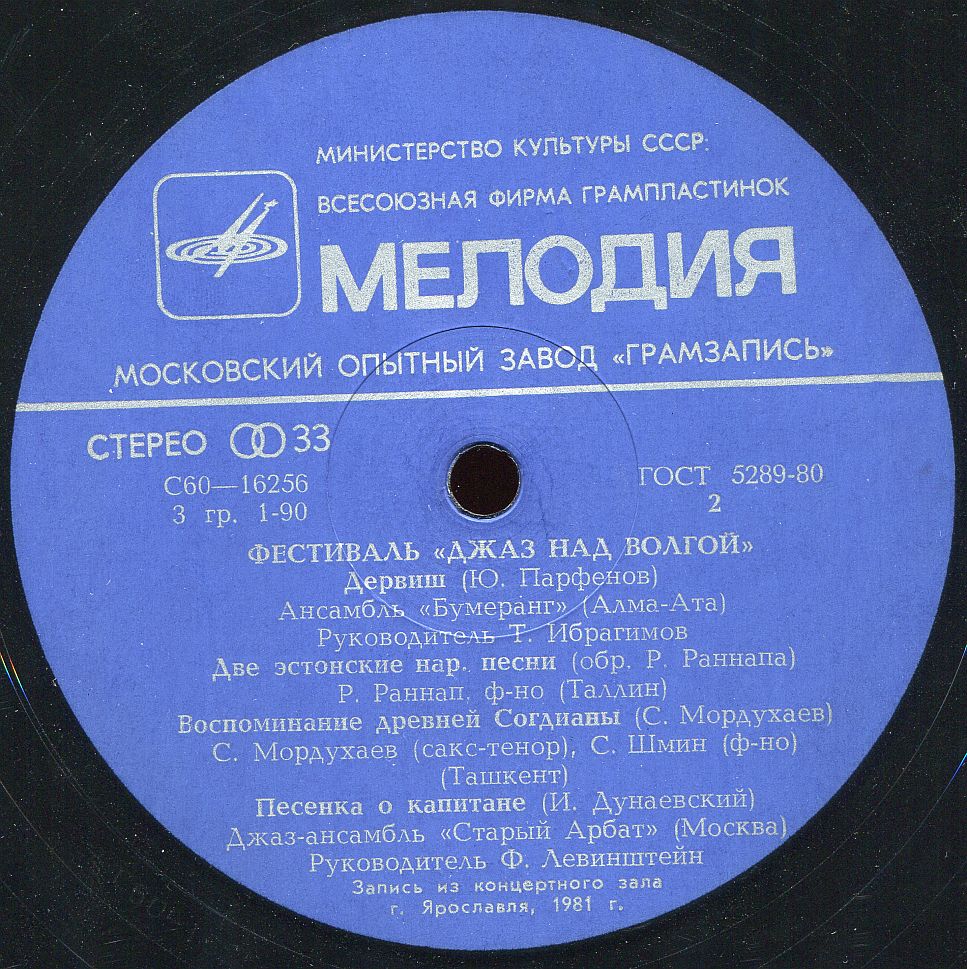 МИНИСТЕРСТВО КУЛЬТУРЫ СССР:
ВСЕСОЮЗНАЯ ФИРМА ГРАМПЛАСТИНОК
МЕЛОДИЯ
МОСКОВСКИЙ ОПЫТНЫЙ ЗАВОД «ГРАМЗАПИСЬ»
СТЕРЕО 33
С60—16256
3 гр. 1-90
ГОСТ 5289-80
2
ФЕСТИВАЛЬ «ДЖАЗ НАД ВОЛГОЙ»
Дервиш (Ю. Парфенов)
Ансамбль «Бумеранг» (Алма-Ата)
Руководитель Т. Ибрагимов
Две эстонские нар. песни (обр. Р. Раннапа)
Р. Раннап, ф-но (Таллин)
Воспоминание древней Согдианы (С. Мордухаев)
С. Мордухаев (сакс-тенор), С. Шмин (ф-но)
(Ташкент)
Песенка о капитане (И. Дунаевский)
Джаз-ансамбль «Старый Арбат» (Москва)
Руководитель Ф. Левинштейн
Запись из концертного зала
г. Ярославля, 1981 г.